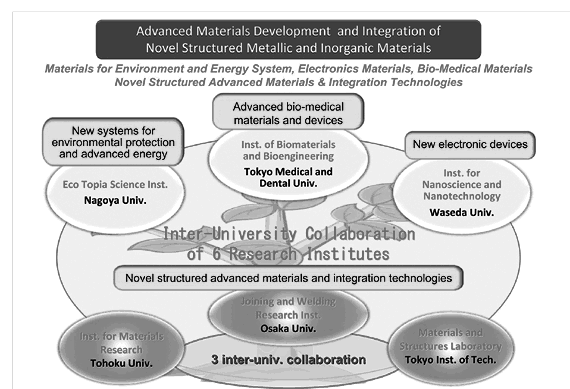 Advanced Materials Development and Integration of
Novel Structured Metallic and Inorganic Materials
Materials for Environment and Energy System, Electronics Materials, Bio-Medical Materials
Novel Structured Advanced Materials & Integration Technologies
Advanced bio-medical
materials and devices
New systems for
environmental protection
and advanced energy
New electronic devices
Inst. of Biomaterials
and Bioengineering
Tokyo Medical and
Dental Univ.
Eco Topia Science Inst.
Nagoya Univ.
Inst. for
Nanoscience and
Nanotechnology
Waseda Univ.
Inter-University Collaboration
of 6 Research Institutes
Novel structured advanced materials and integration technologies
Joining and Welding
Research Inst.
Osaka Univ.
Inst. for Materials
Research
Tohoku Univ.
Materials and
Structures Laboratory
Tokyo Inst. of Tech.
3 inter-univ. collaboration